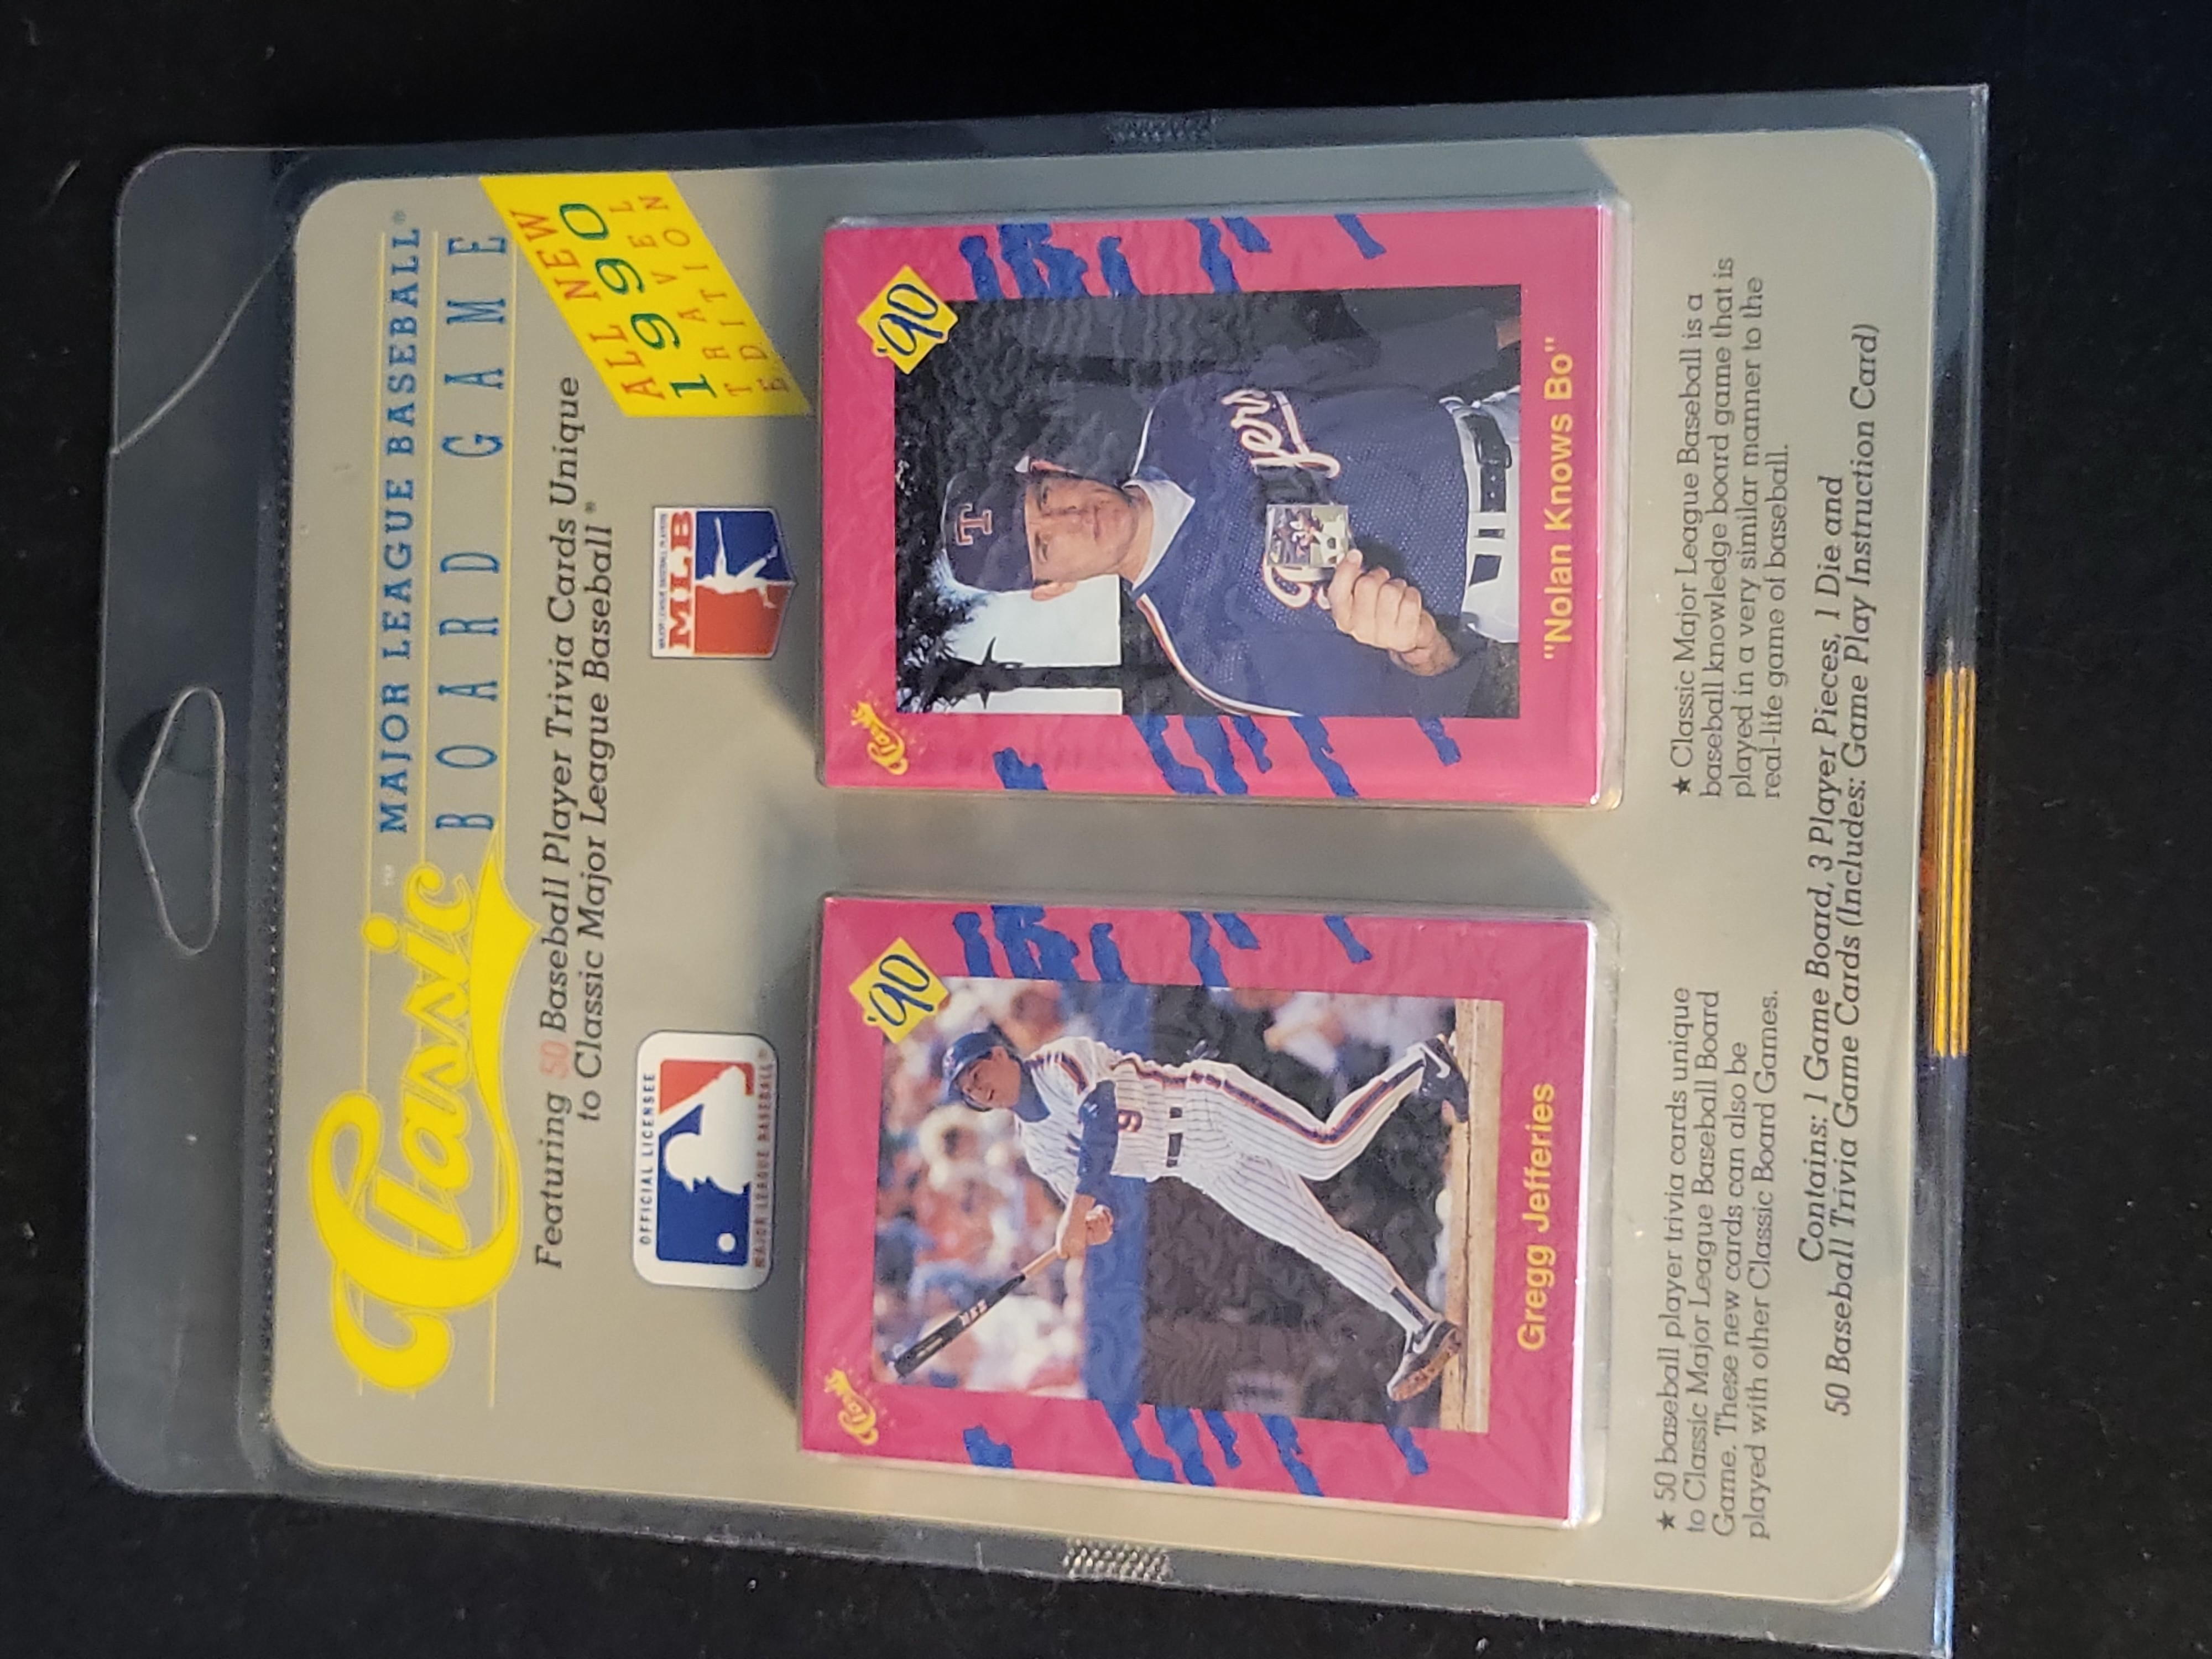 Classic™ MAJOR LEAGUE BASEBALL®
BOARD GAME
ALL NEW
1990
TRAVEL
EDITION
Featuring 50 Baseball Player Trivia Cards Unique
to Classic Major League Baseball®
OFFICIAL LICENSEE
MAJOR LEAGUE BASEBALL®
MLB
Classic
'90
9
Gregg Jefferies
Classic
'90
T
"Nolan Knows Bo"
★ 50 baseball player trivia cards unique
to Classic Major League Baseball Board
Game. These new cards can also be
played with other Classic Board Games.
★ Classic Major League Baseball is a
baseball knowledge board game that is
played in a very similar manner to the
real-life game of baseball.
Contains: 1 Game Board, 3 Player Pieces, 1 Die and
50 Baseball Trivia Game Cards (Includes: Game Play Instruction Card)